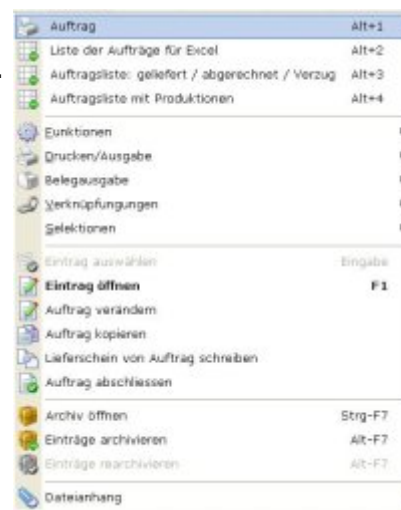 Auftrag Alt+1
Liste der Aufträge für Excel Alt+2
Auftragsliste: geliefert / abgerechnet / Verzug Alt+3
Auftragsliste mit Produktionen Alt+4
Funktionen
Drucken/Ausgabe
Belegausgabe
Verknüpfungungen
Selektionen
Eintrag auswählen Eingabe
Eintrag öffnen F1
Auftrag verändern
Auftrag kopieren
Lieferschein von Auftrag schreiben
Auftrag abschliessen
Archiv öffnen Strg-F7
Einträge archivieren Alt-F7
Einträge rearchivieren Alt-F7
Dateianhang